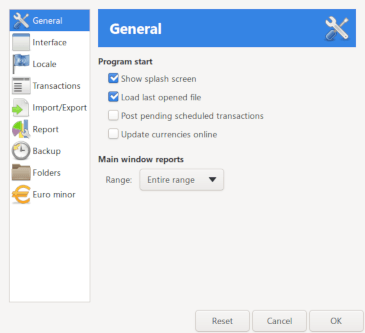 General
Interface
Locale
Transactions
Import/Export
Report
Backup
Folders
Euro minor
General
Program start
Show splash screen
Load last opened file
Post pending scheduled transactions
Update currencies online
Main window reports
Range: Entire range
Reset Cancel OK